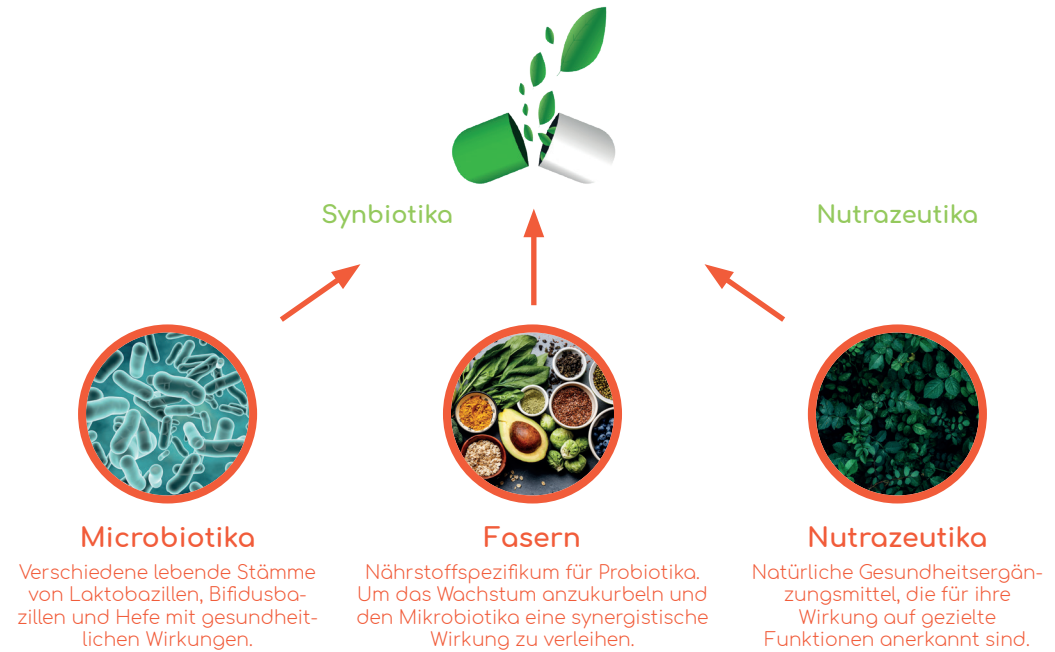 Synbiotika
Nutrazeutika
Microbiotika
Verschiedene lebende Stämme
von Laktobazillen, Bifidusba-
zillen und Hefe mit gesundheit-
lichen Wirkungen.
Fasern
Nährstoffspezifikum für Probiotika.
Um das Wachstum anzukurbeln und
den Mikrobiotika eine synergistische
Wirkung zu verleihen.
Nutrazeutika
Natürliche Gesundheitsergän-
zungsmittel, die für ihre
Wirkung auf gezielte
Funktionen anerkannt sind.